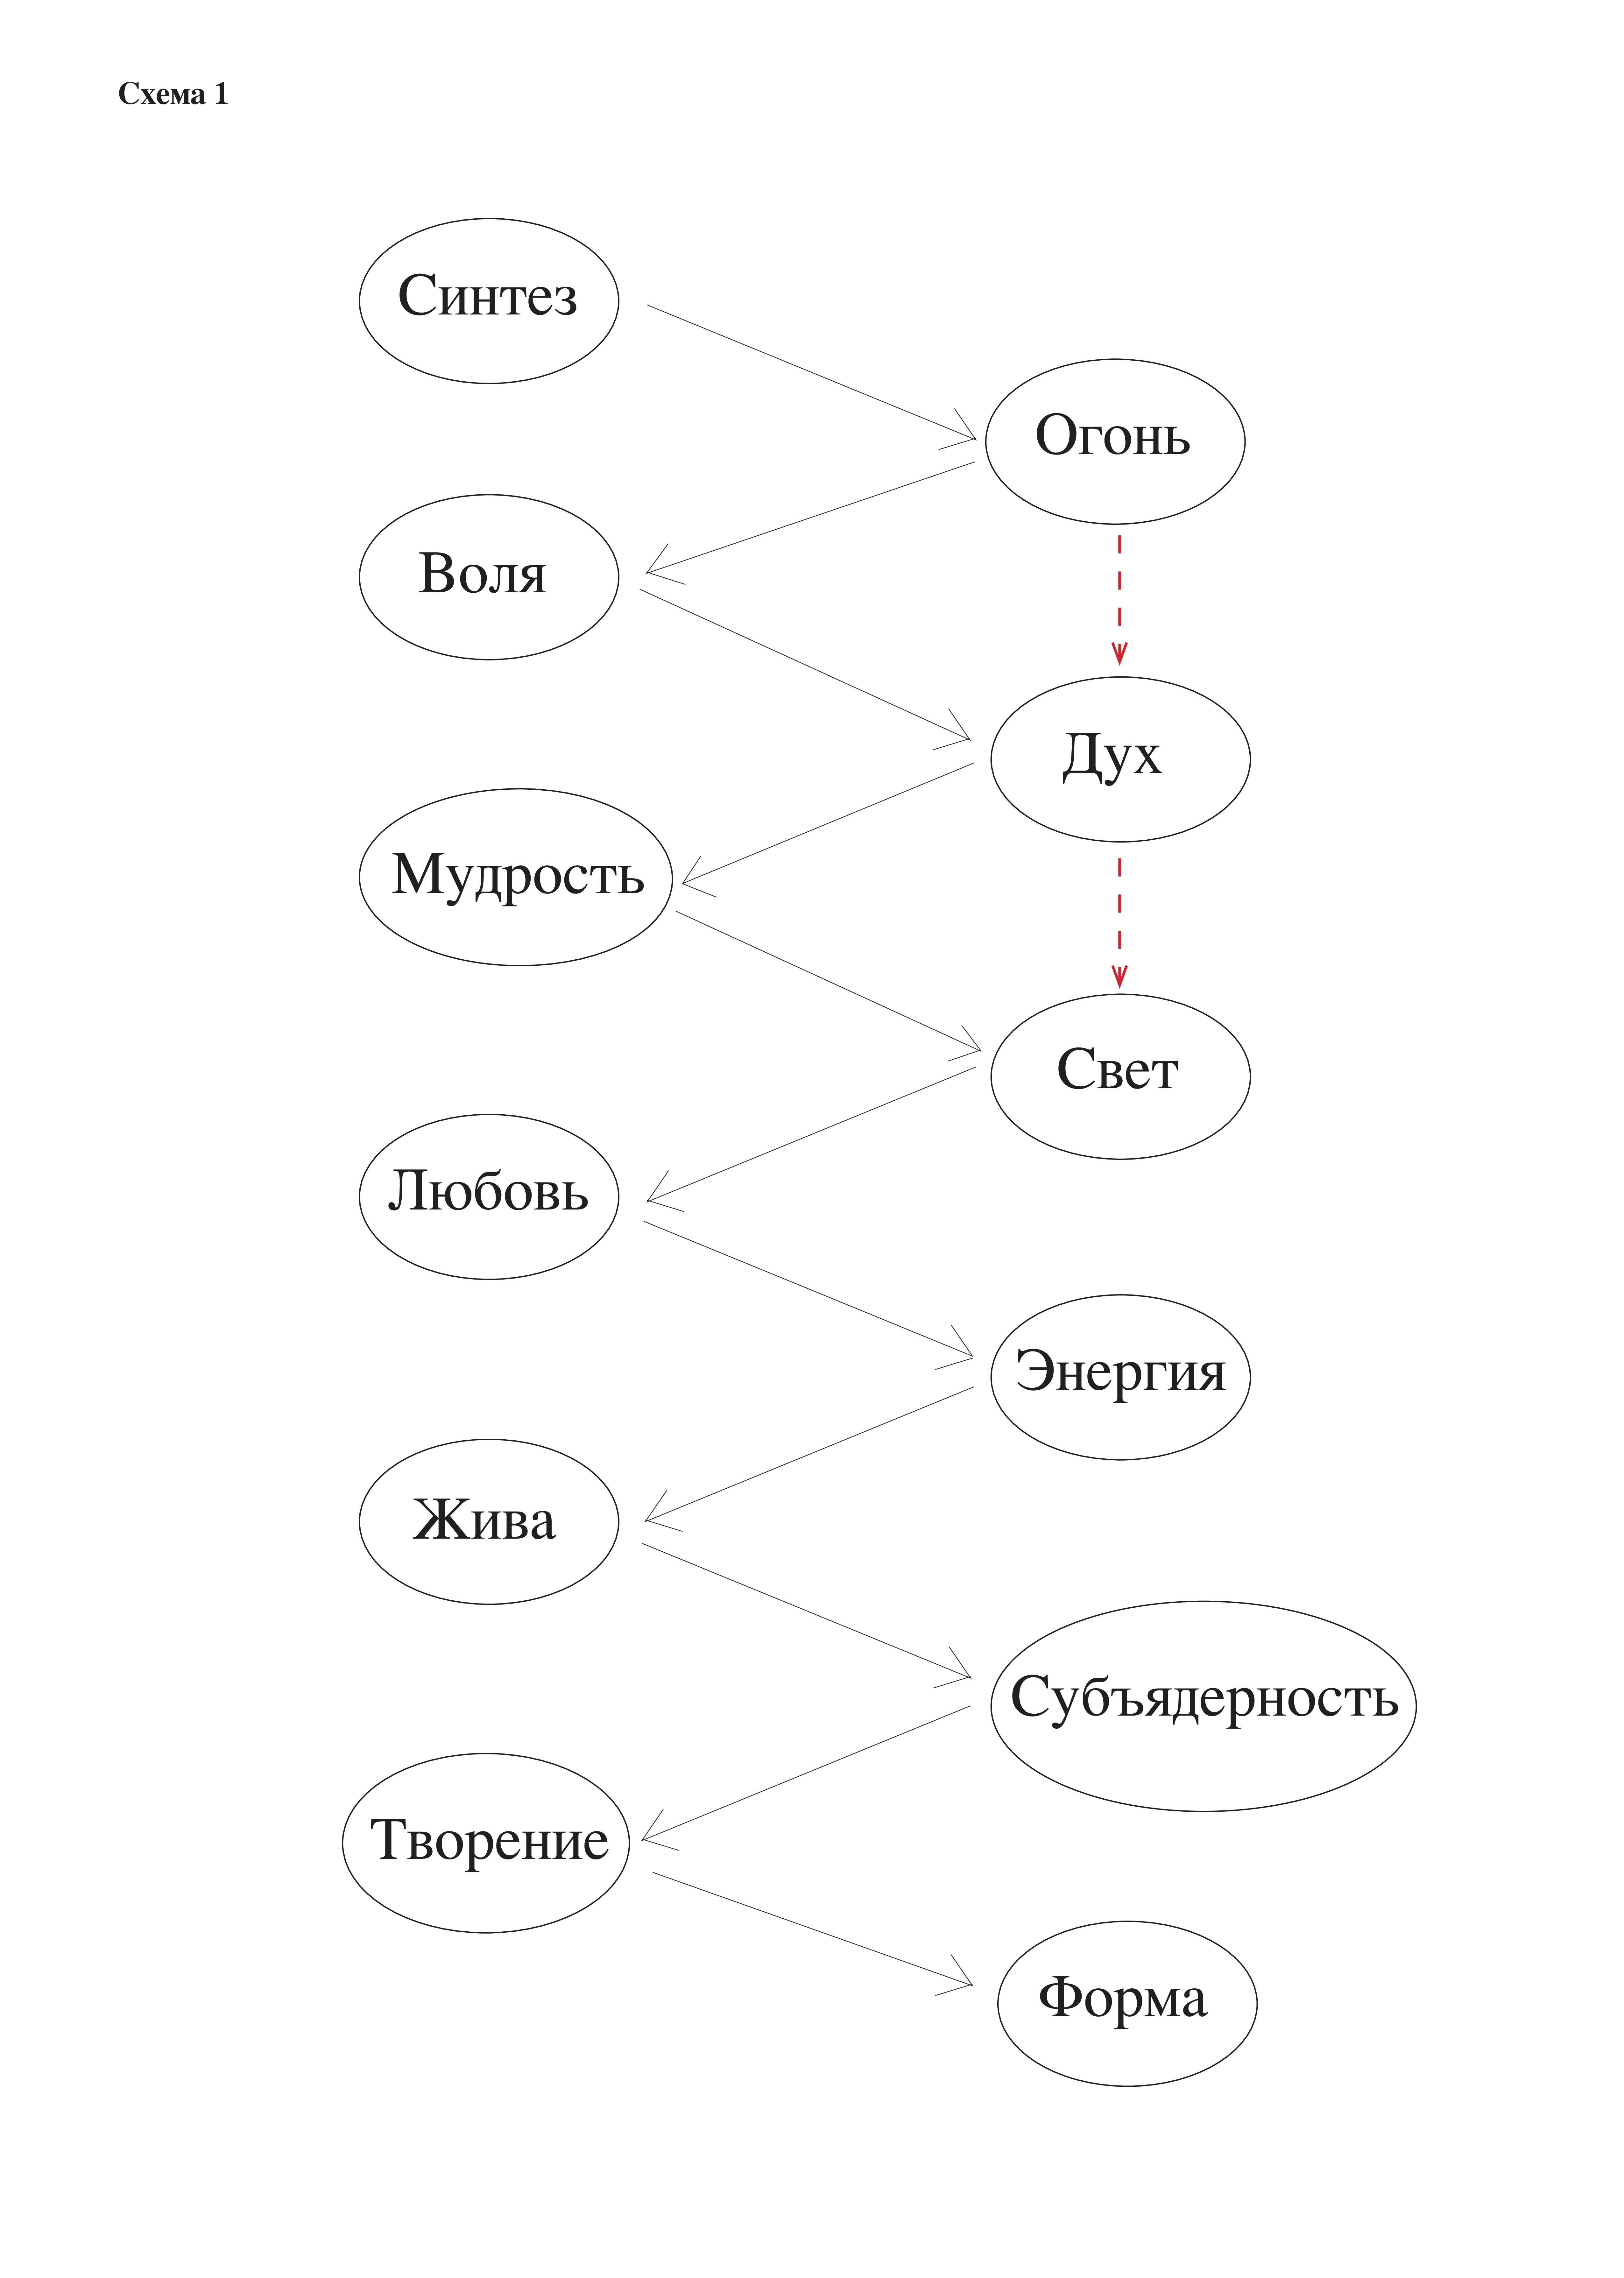 Схема 1
Синтез
Огонь
Воля
Дух
Мудрость
Свет
Любовь
Энергия
Жива
Субъядерность
Творение
Форма